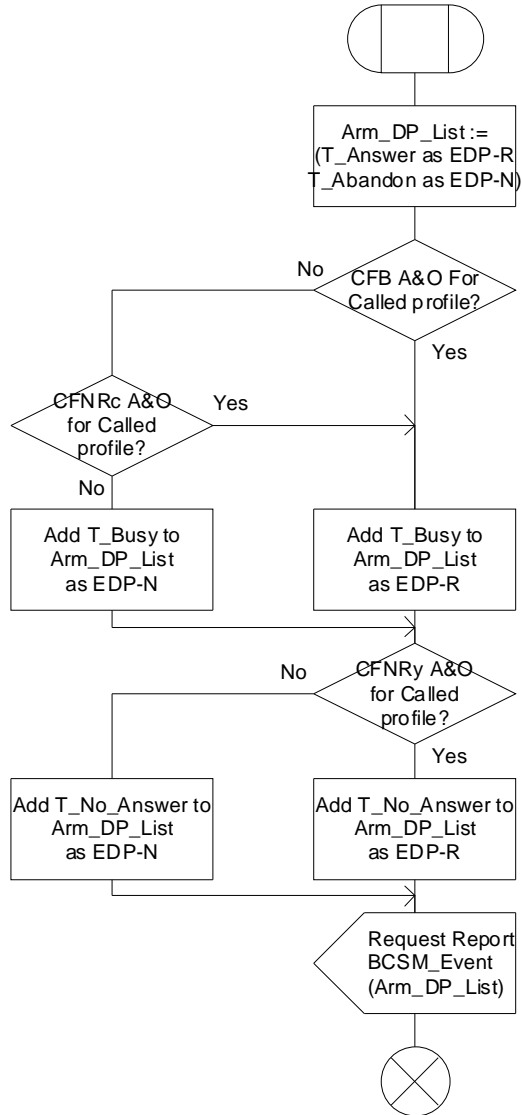 Arm_DP_List :=
(T_Answer as EDP-R
T_Abandon as EDP-N)
No
CFB A&O For
Called profile?
Yes
CFNRc A&O
for Called
profile?
Yes
No
Add T_Busy to
Arm_DP_List
as EDP-N
Add T_Busy to
Arm_DP_List
as EDP-R
No
CFNRy A&O
for Called
profile?
Yes
Add T_No_Answer to
Arm_DP_List
as EDP-N
Add T_No_Answer to
Arm_DP_List
as EDP-R
Request Report
BCSM_Event
(Arm_DP_List)